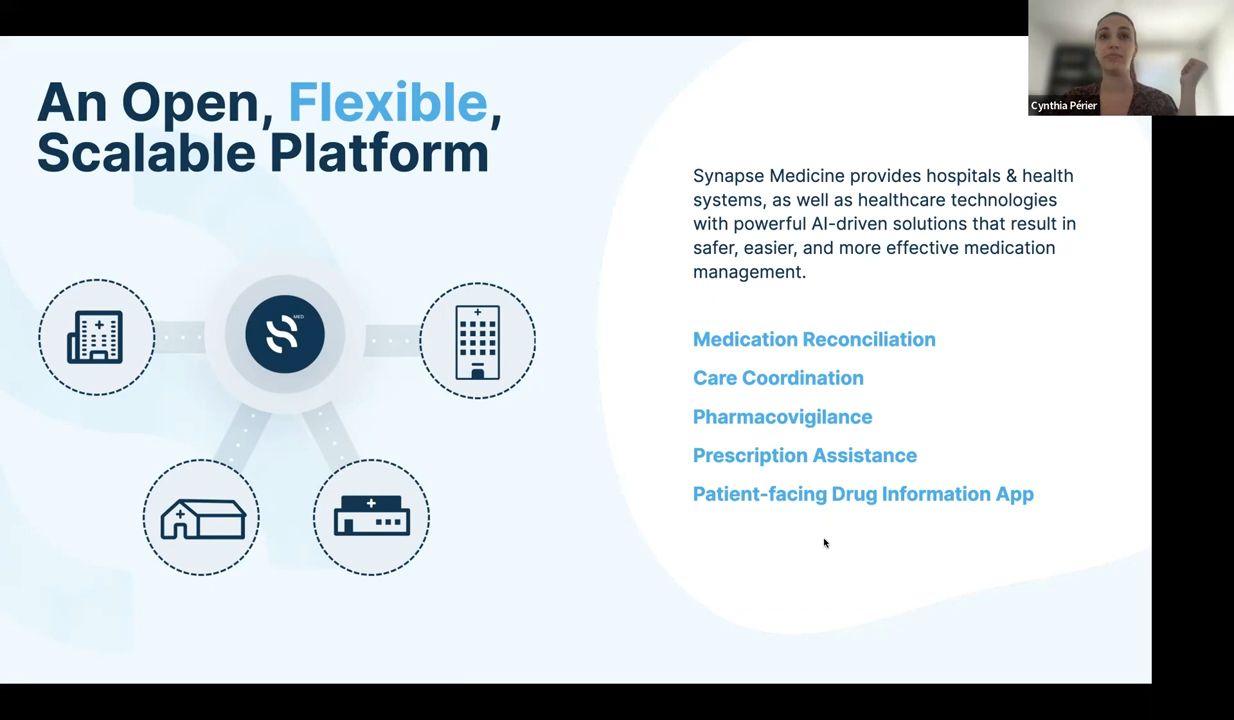 An Open, Flexible,
Scalable Platform
Cynthia Périer
Synapse Medicine provides hospitals & health
systems, as well as healthcare technologies
with powerful AI-driven solutions that result in
safer, easier, and more effective medication
management.
MED
Medication Reconciliation
Care Coordination
Pharmacovigilance
Prescription Assistance
Patient-facing Drug Information App